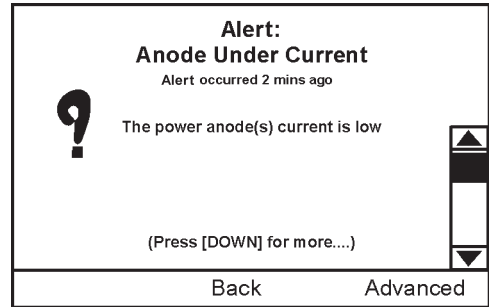 Alert:
Anode Under Current
Alert occurred 2 mins ago
The power anode(s) current is low
(Press [DOWN] for more....)
Back Advanced